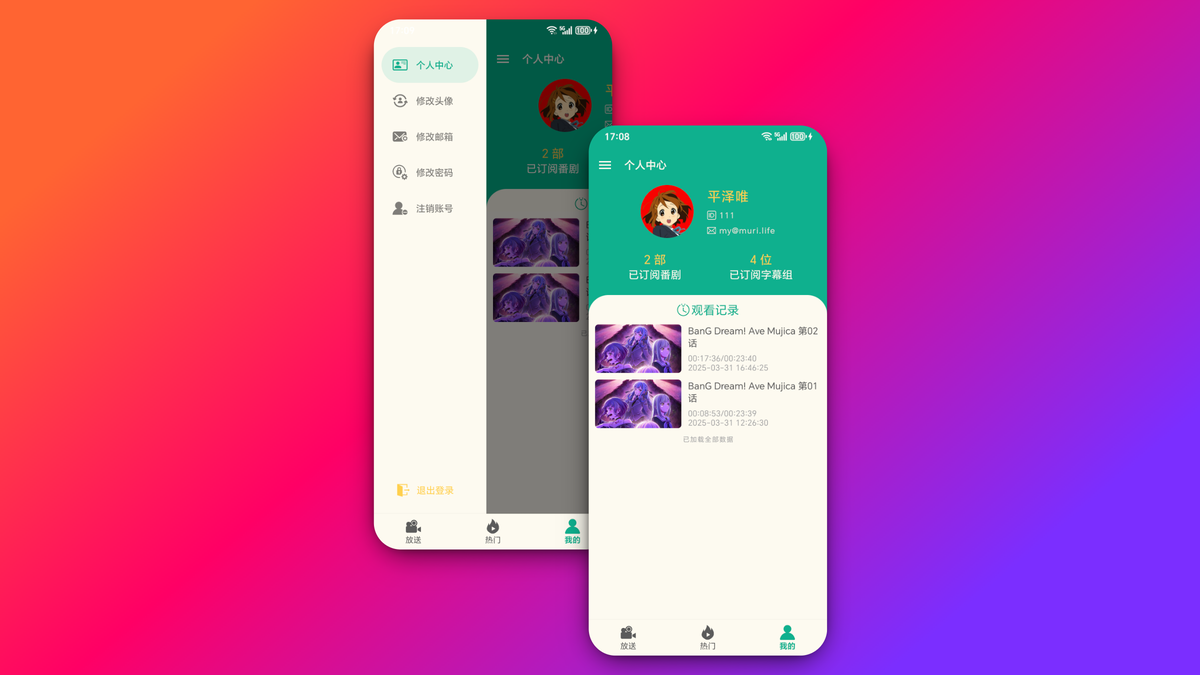 个人中心
修改头像
修改邮箱
修改密码
注销账号
退出登录
放送
热门
我的
100
5G
个人中心
2 部
已订阅番剧
17:08
5G
100
个人中心
平泽唯
ID 111
my@muri.life
2 部
已订阅番剧
4 位
已订阅字幕组
观看记录
BanG Dream! Ave Mujica 第02
话
00:17:36/00:23:40
2025-03-31 16:46:25
BanG Dream! Ave Mujica 第01
话
00:08:53/00:23:39
2025-03-31 12:26:30
已加载全部数据
放送
热门
我的